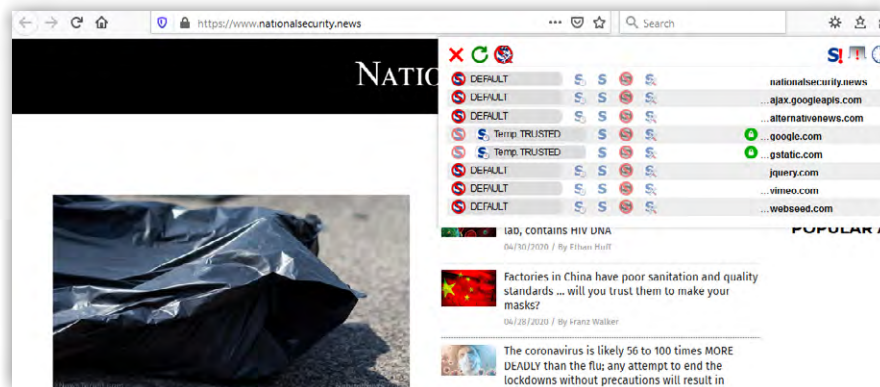 https://www.nationalsecurity.news
Search
NATIO
DEFAULT nationalsecurity.news
DEFAULT ...ajax.googleapis.com
DEFAULT ...alternativenews.com
Temp. TRUSTED ...google.com
Temp. TRUSTED ...gstatic.com
DEFAULT jquery.com
DEFAULT ...vimeo.com
DEFAULT ...webseed.com
lab, contains HIV DNA
04/30/2020 / By Ethan Huff
POPULAR A
Factories in China have poor sanitation and quality
standards ... will you trust them to make your
masks?
04/28/2020 / By Franz Walker
The coronavirus is likely 56 to 100 times MORE
DEADLY than the flu; any attempt to end the
lockdowns without precautions will result in